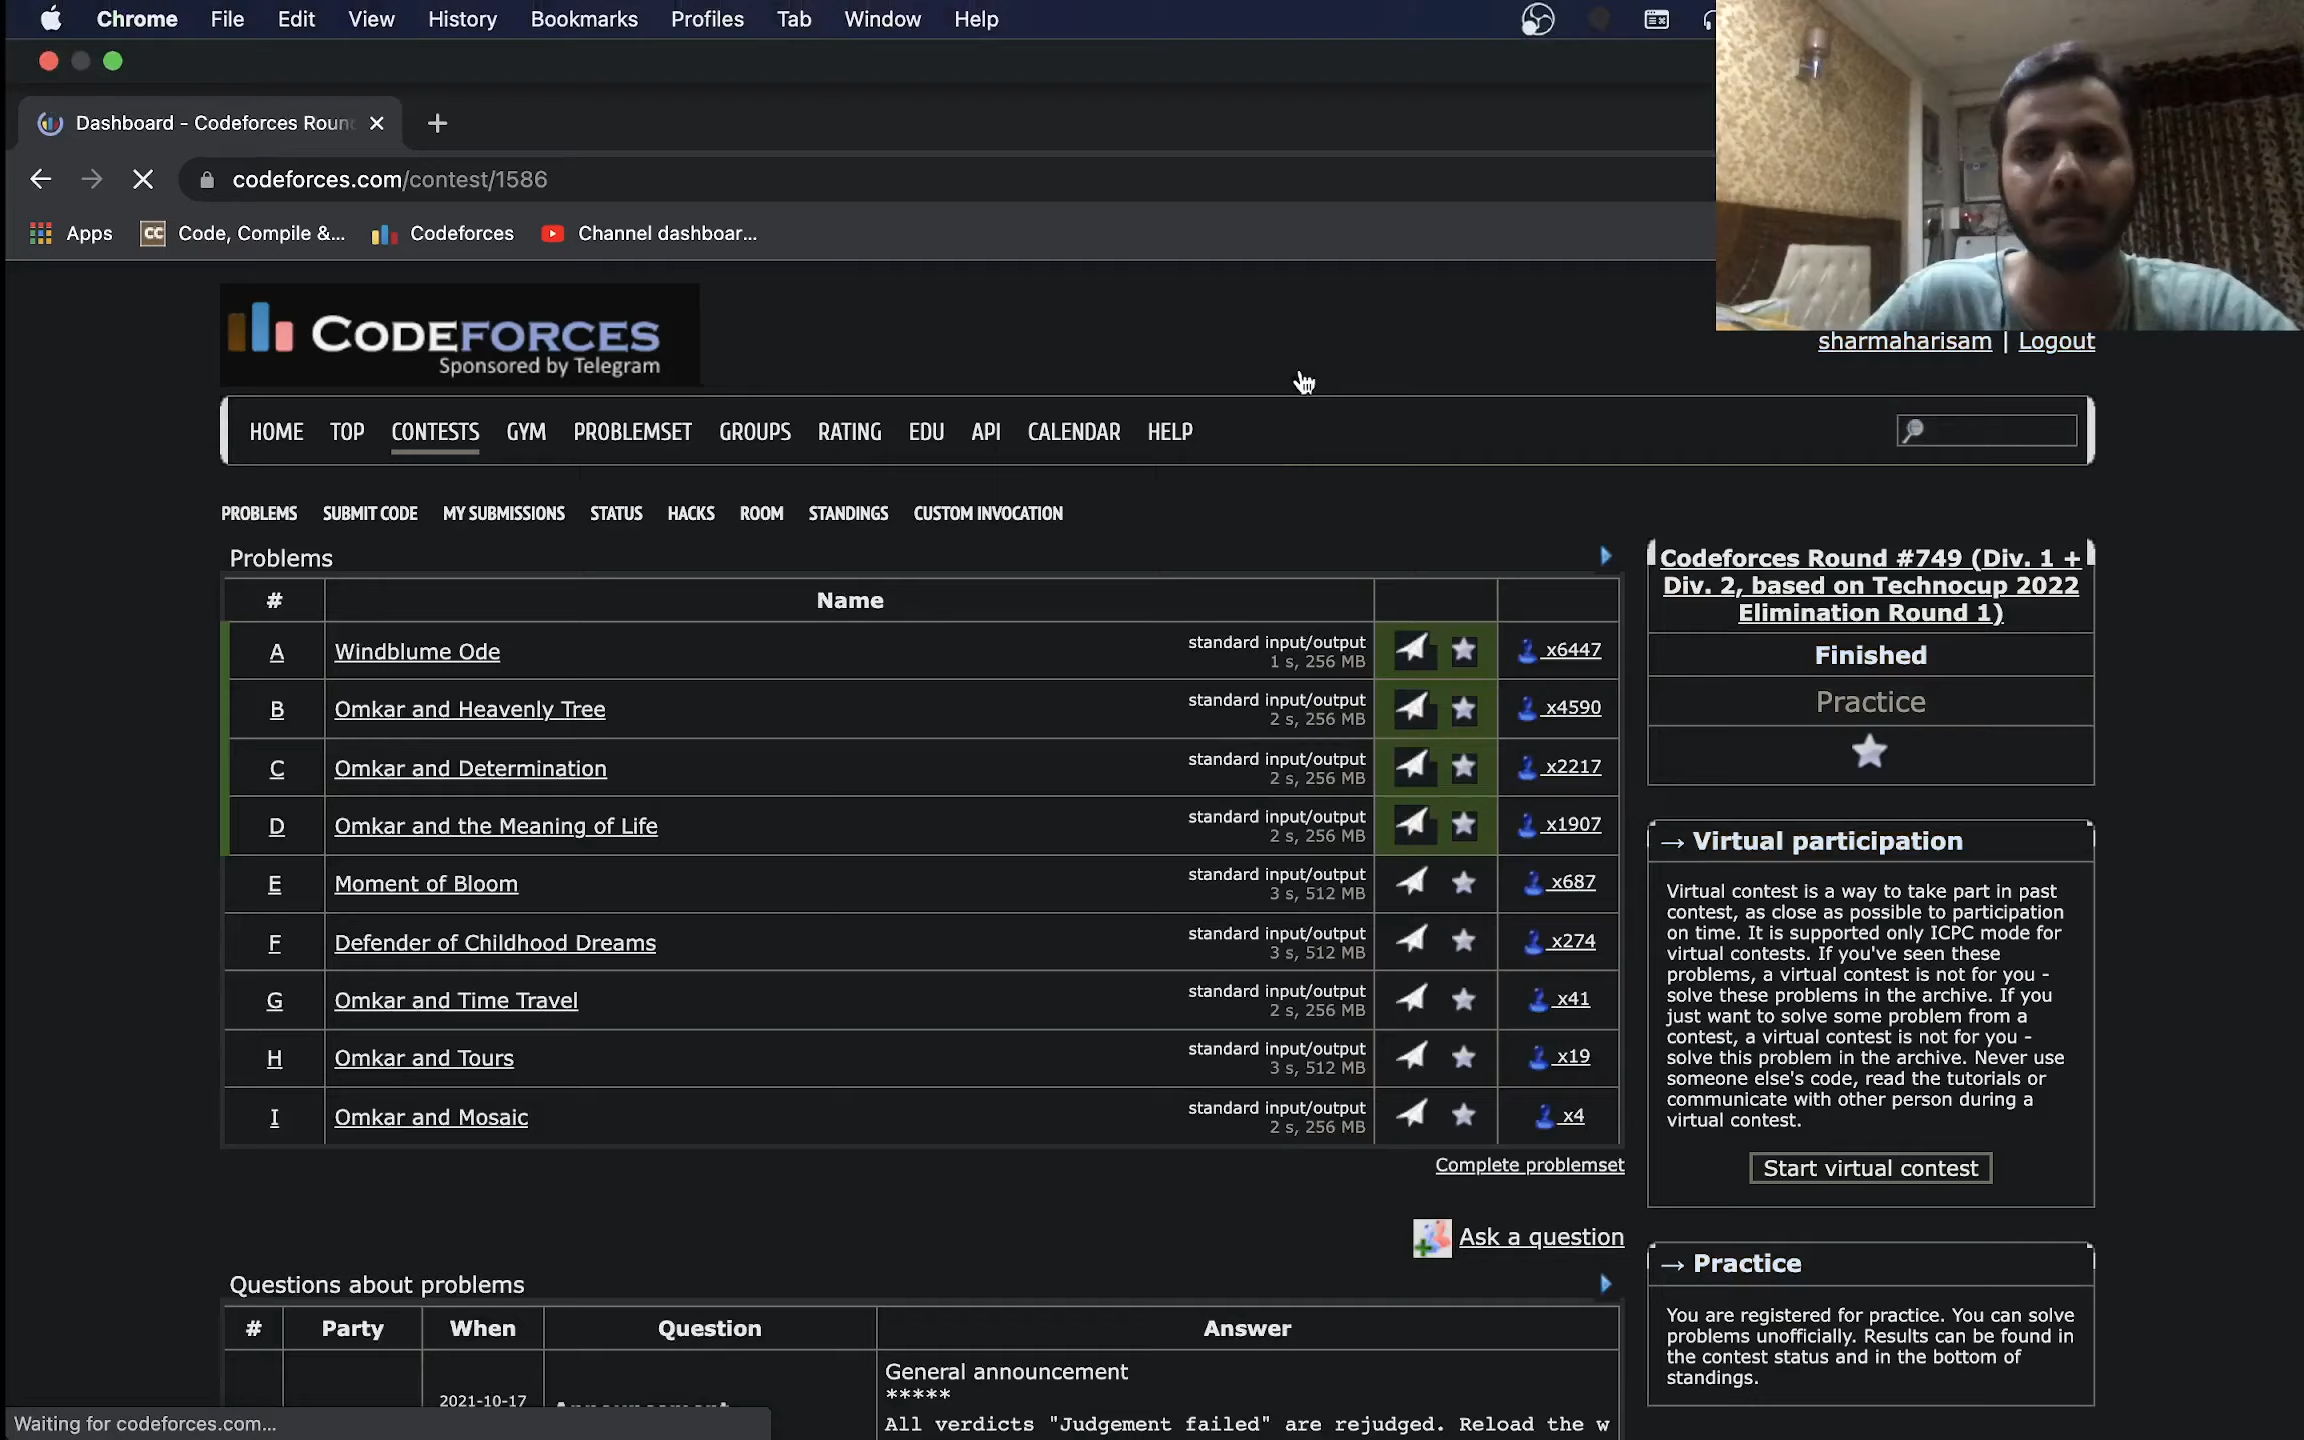 Chrome File Edit View History Bookmarks Profiles Tab Window Help
Dashboard - Codeforces Roun
codeforces.com/contest/1586
Apps CC Code, Compile &... Codeforces Channel dashboar...
CODEFORCES
Sponsored by Telegram
sharmaharisam | Logout
HOME TOP CONTESTS GYM PROBLEMSET GROUPS RATING EDU API CALENDAR HELP
PROBLEMS SUBMIT CODE MY SUBMISSIONS STATUS HACKS ROOM STANDINGS CUSTOM INVOCATION
Problems
# Name
A Windblume Ode standard input/output x6447
1 s, 256 MB
B Omkar and Heavenly Tree standard input/output x4590
2 s, 256 MB
C Omkar and Determination standard input/output x2217
2 s, 256 MB
D Omkar and the Meaning of Life standard input/output x1907
2 s, 256 MB
E Moment of Bloom standard input/output x687
3 s, 512 MB
F Defender of Childhood Dreams standard input/output x274
3 s, 512 MB
G Omkar and Time Travel standard input/output x41
2 s, 256 MB
H Omkar and Tours standard input/output x19
3 s, 512 MB
I Omkar and Mosaic standard input/output x4
2 s, 256 MB
Complete problemset
Ask a question
Questions about problems
# Party When Question Answer
2021-10-17
General announcement
*****
All verdicts "Judgement failed" are rejudged. Reload the w
Codeforces Round #749 (Div. 1 +
Div. 2, based on Technocup 2022
Elimination Round 1)
Finished
Practice
→ Virtual participation
Virtual contest is a way to take part in past
contest, as close as possible to participation
on time. It is supported only ICPC mode for
virtual contests. If you've seen these
problems, a virtual contest is not for you -
solve these problems in the archive. If you
just want to solve some problem from a
contest, a virtual contest is not for you -
solve this problem in the archive. Never use
someone else's code, read the tutorials or
communicate with other person during a
virtual contest.
Start virtual contest
→ Practice
You are registered for practice. You can solve
problems unofficially. Results can be found in
the contest status and in the bottom of
standings.
Waiting for codeforces.com...